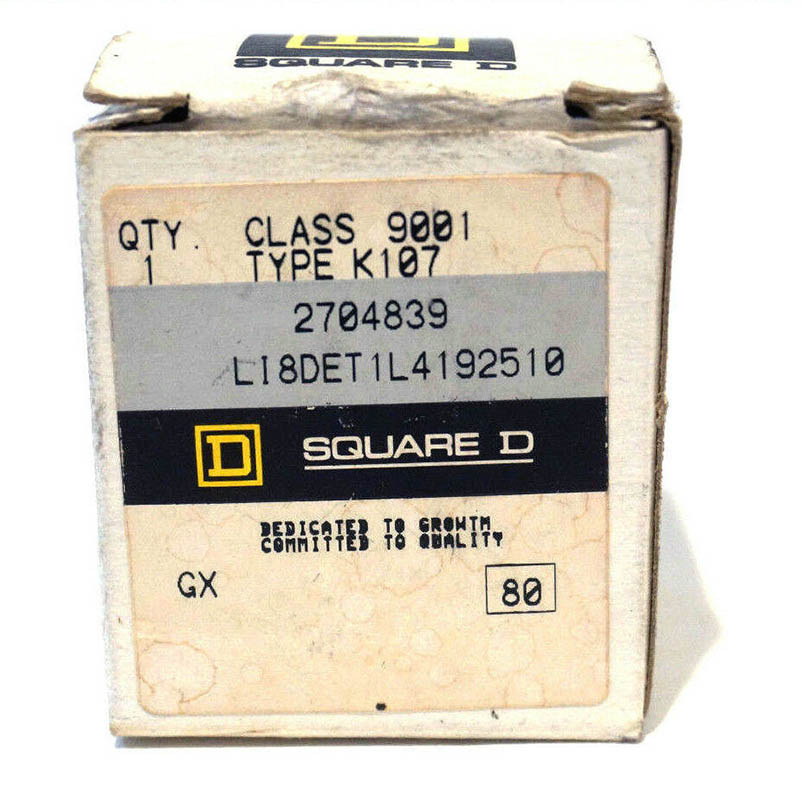 D
SQUARE D
QTY. CLASS 9001
1 TYPE K107
2704839
LI8DET1L4192510
D SQUARE D
DEDICATED TO GROWTH
COMMITTED TO QUALITY
GX 80